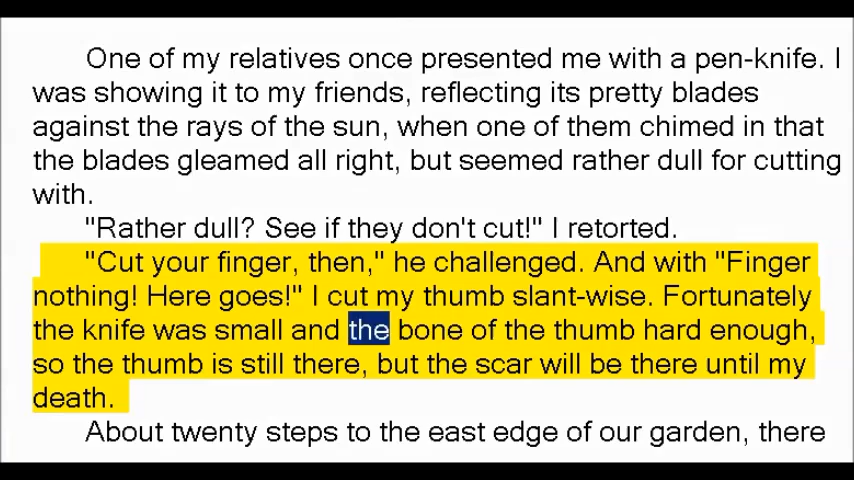 One of my relatives once presented me with a pen-knife. I
was showing it to my friends, reflecting its pretty blades
against the rays of the sun, when one of them chimed in that
the blades gleamed all right, but seemed rather dull for cutting
with.
"Rather dull? See if they don't cut!" I retorted.
"Cut your finger, then," he challenged. And with "Finger
nothing! Here goes!" I cut my thumb slant-wise. Fortunately
the knife was small and the bone of the thumb hard enough,
so the thumb is still there, but the scar will be there until my
death.
About twenty steps to the east edge of our garden, there